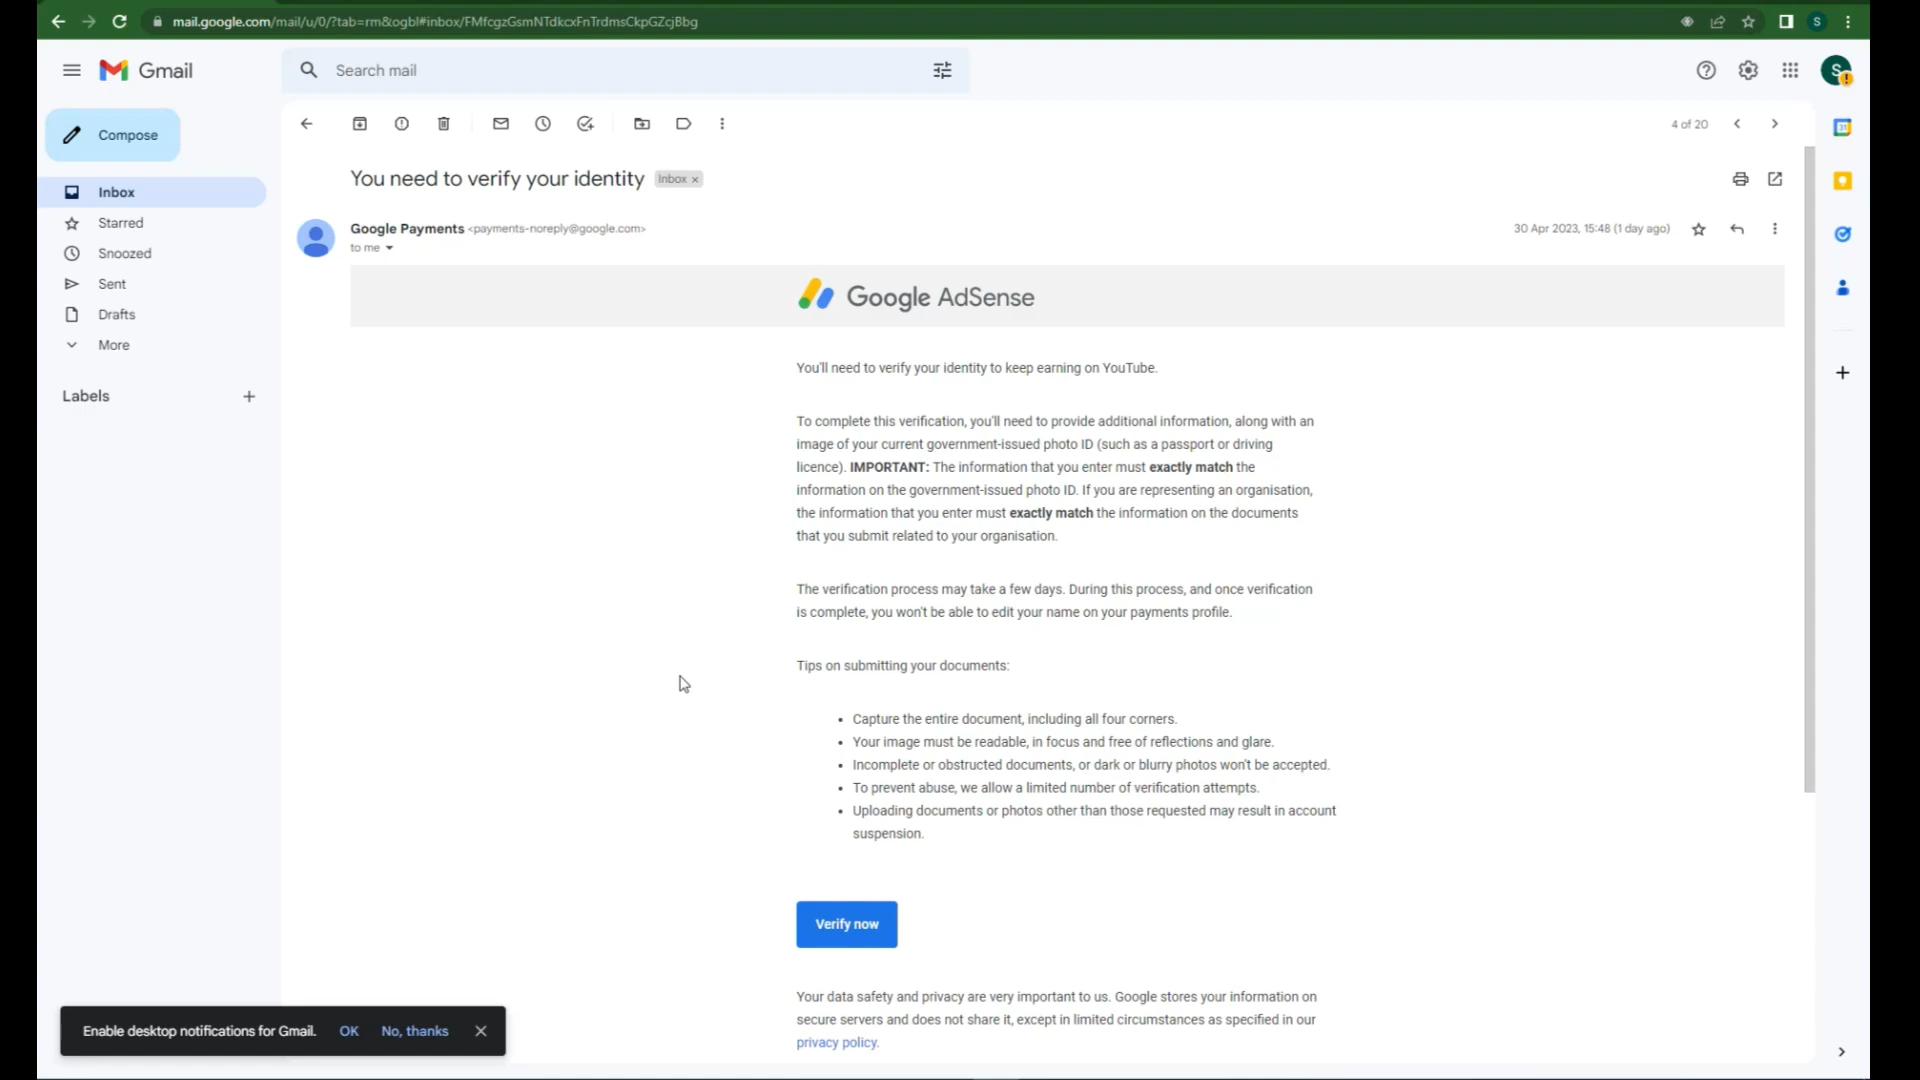 mail.google.com/mail/u/0/?tab=rm&ogbl#inbox/FMfcgzGsmNTdkcxFnTrdmsCkpGZcjBbg
S
Gmail
Search mail
S
Compose
4 of 20
You need to verify your identity Inbox ×
Inbox
Starred
Snoozed
Sent
Drafts
More
Labels
Google Payments <payments-noreply@google.com>
30 Apr 2023, 15:48 (1 day ago)
to me
31
Google AdSense
You'll need to verify your identity to keep earning on YouTube.
To complete this verification, you'll need to provide additional information, along with an
image of your current government-issued photo ID (such as a passport or driving
licence). IMPORTANT: The information that you enter must exactly match the
information on the government-issued photo ID. If you are representing an organisation,
the information that you enter must exactly match the information on the documents
that you submit related to your organisation.
The verification process may take a few days. During this process, and once verification
is complete, you won't be able to edit your name on your payments profile.
Tips on submitting your documents:
• Capture the entire document, including all four corners.
• Your image must be readable, in focus and free of reflections and glare.
• Incomplete or obstructed documents, or dark or blurry photos won't be accepted.
• To prevent abuse, we allow a limited number of verification attempts.
• Uploading documents or photos other than those requested may result in account
suspension.
Verify now
Your data safety and privacy are very important to us. Google stores your information on
secure servers and does not share it, except in limited circumstances as specified in our
privacy policy.
Enable desktop notifications for Gmail. OK No, thanks